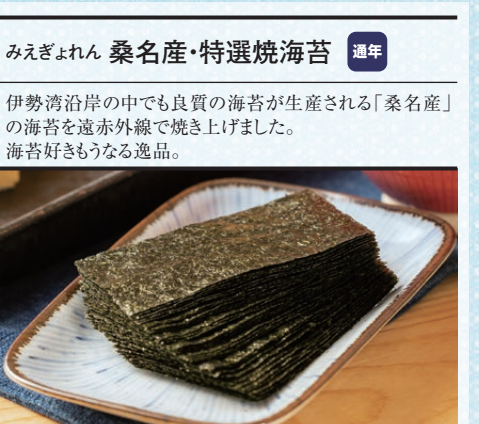 みえぎょれん 桑名産・特選焼海苔 通年
伊勢湾沿岸の中でも良質の海苔が生産される「桑名産」
の海苔を遠赤外線で焼き上げました。
海苔好きもうなる逸品。